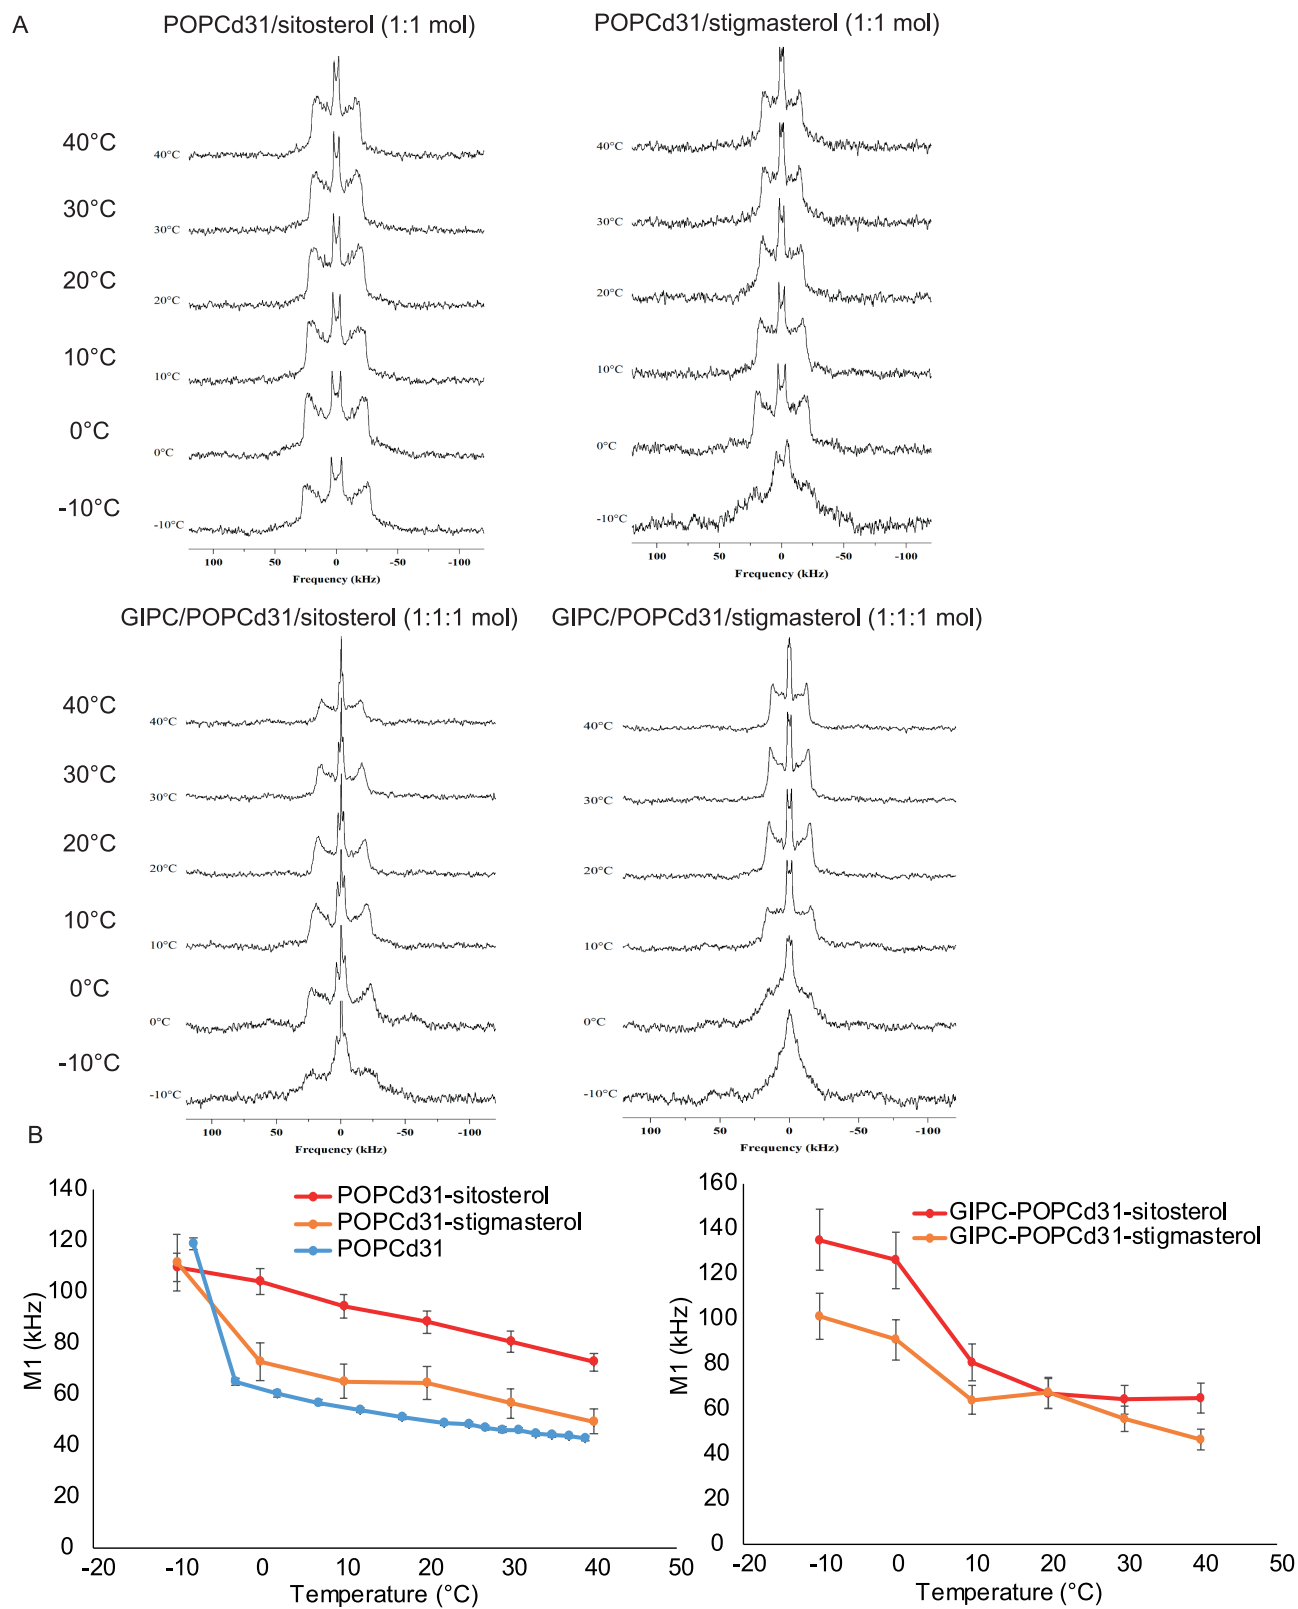 A
POPCd31/sitosterol (1:1 mol)
POPCd31/stigmasterol (1:1 mol)
40°C
40°C
40°C
30°C
30°C
30°C
20°C
20°C
20°C
10°C
10°C
10°C
0°C
0°C
0°C
-10°C
-10°C
-10°C
100 50 0 -50 -100
Frequency (kHz)
100 50 0 -50 -100
Frequency (kHz)
GIPC/POPCd31/sitosterol (1:1:1 mol)
GIPC/POPCd31/stigmasterol (1:1:1 mol)
40°C
40°C
40°C
30°C
30°C
30°C
20°C
20°C
20°C
10°C
10°C
10°C
0°C
0°C
0°C
-10°C
-10°C
-10°C
100 50 0 -50 -100
Frequency (kHz)
100 50 0 -50 -100
Frequency (kHz)
B
140
120
100
80
60
40
20
0
M1 (kHz)
POPCd31-sitosterol
POPCd31-stigmasterol
POPCd31
-20 -10 0 10 20 30 40 50
Temperature (°C)
160
140
120
100
80
60
40
20
0
M1 (kHz)
GIPC-POPCd31-sitosterol
GIPC-POPCd31-stigmasterol
-20 -10 0 10 20 30 40 50
Temperature (°C)